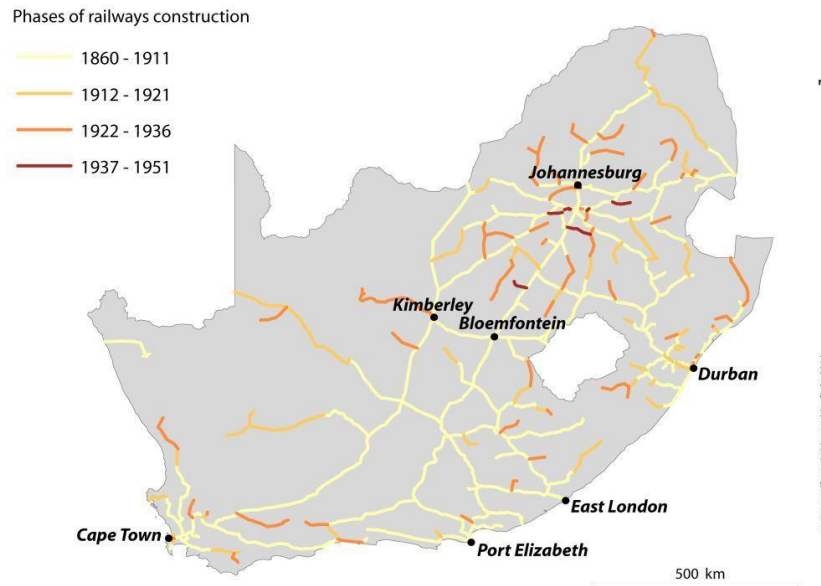 Phases of railways construction
1860 - 1911
1912 - 1921
1922 - 1936
1937 - 1951
Johannesburg
Kimberley
Bloemfontein
Durban
East London
Cape Town
Port Elizabeth
500 km